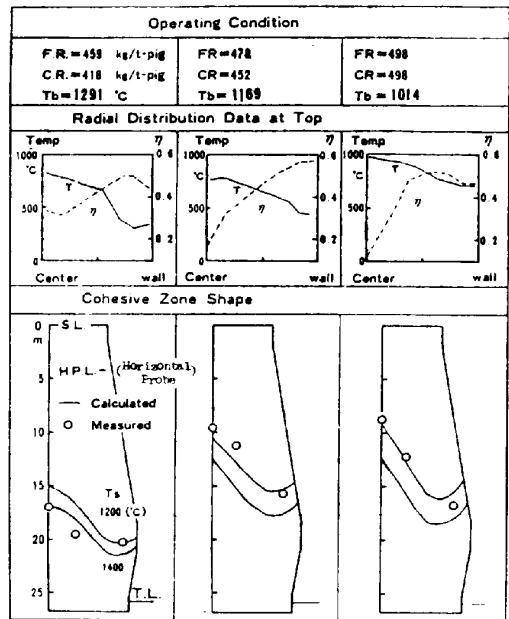 Operating Condition
F.R.=459 kg/t-pig
C.R.=418 kg/t-pig
Tb=1291 °C
FR=478
CR=452
Tb=1169
FR=498
CR=498
Tb=1014
Radial Distribution Data at Top
Temp η
1000 0.6
°C
T
0.4
500
η
0.2
0
Center wall
Temp η
1000 0.6
°C
T
0.4
500
η
0.2
0
Center wall
Temp η
1000 0.6
°C
T
0.4
500
η
0.2
0
Center wall
Cohesive Zone Shape
0 S.L.
m
H.P.L. (Horizontal Probe)
5
Calculated
Measured
10
15
Ts
1200 (°C)
20
1400
25
T.L.